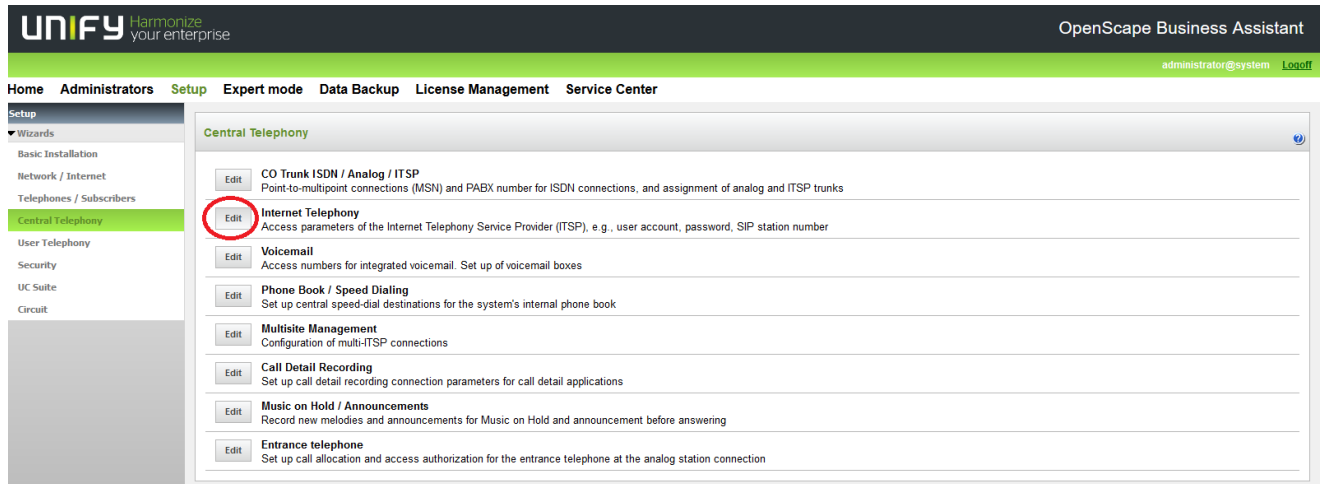 UNIFY Harmonize
your enterprise
OpenScape Business Assistant
administrator@system Logoff
Home Administrators Setup Expert mode Data Backup License Management Service Center
Setup
Wizards
Basic Installation
Network / Internet
Telephones / Subscribers
Central Telephony
User Telephony
Security
UC Suite
Circuit
Central Telephony
?
Edit CO Trunk ISDN / Analog / ITSP
Point-to-multipoint connections (MSN) and PABX number for ISDN connections, and assignment of analog and ITSP trunks
Edit Internet Telephony
Access parameters of the Internet Telephony Service Provider (ITSP), e.g., user account, password, SIP station number
Edit Voicemail
Access numbers for integrated voicemail. Set up of voicemail boxes
Edit Phone Book / Speed Dialing
Set up central speed-dial destinations for the system's internal phone book
Edit Multisite Management
Configuration of multi-ITSP connections
Edit Call Detail Recording
Set up call detail recording connection parameters for call detail applications
Edit Music on Hold / Announcements
Record new melodies and announcements for Music on Hold and announcement before answering
Edit Entrance telephone
Set up call allocation and access authorization for the entrance telephone at the analog station connection